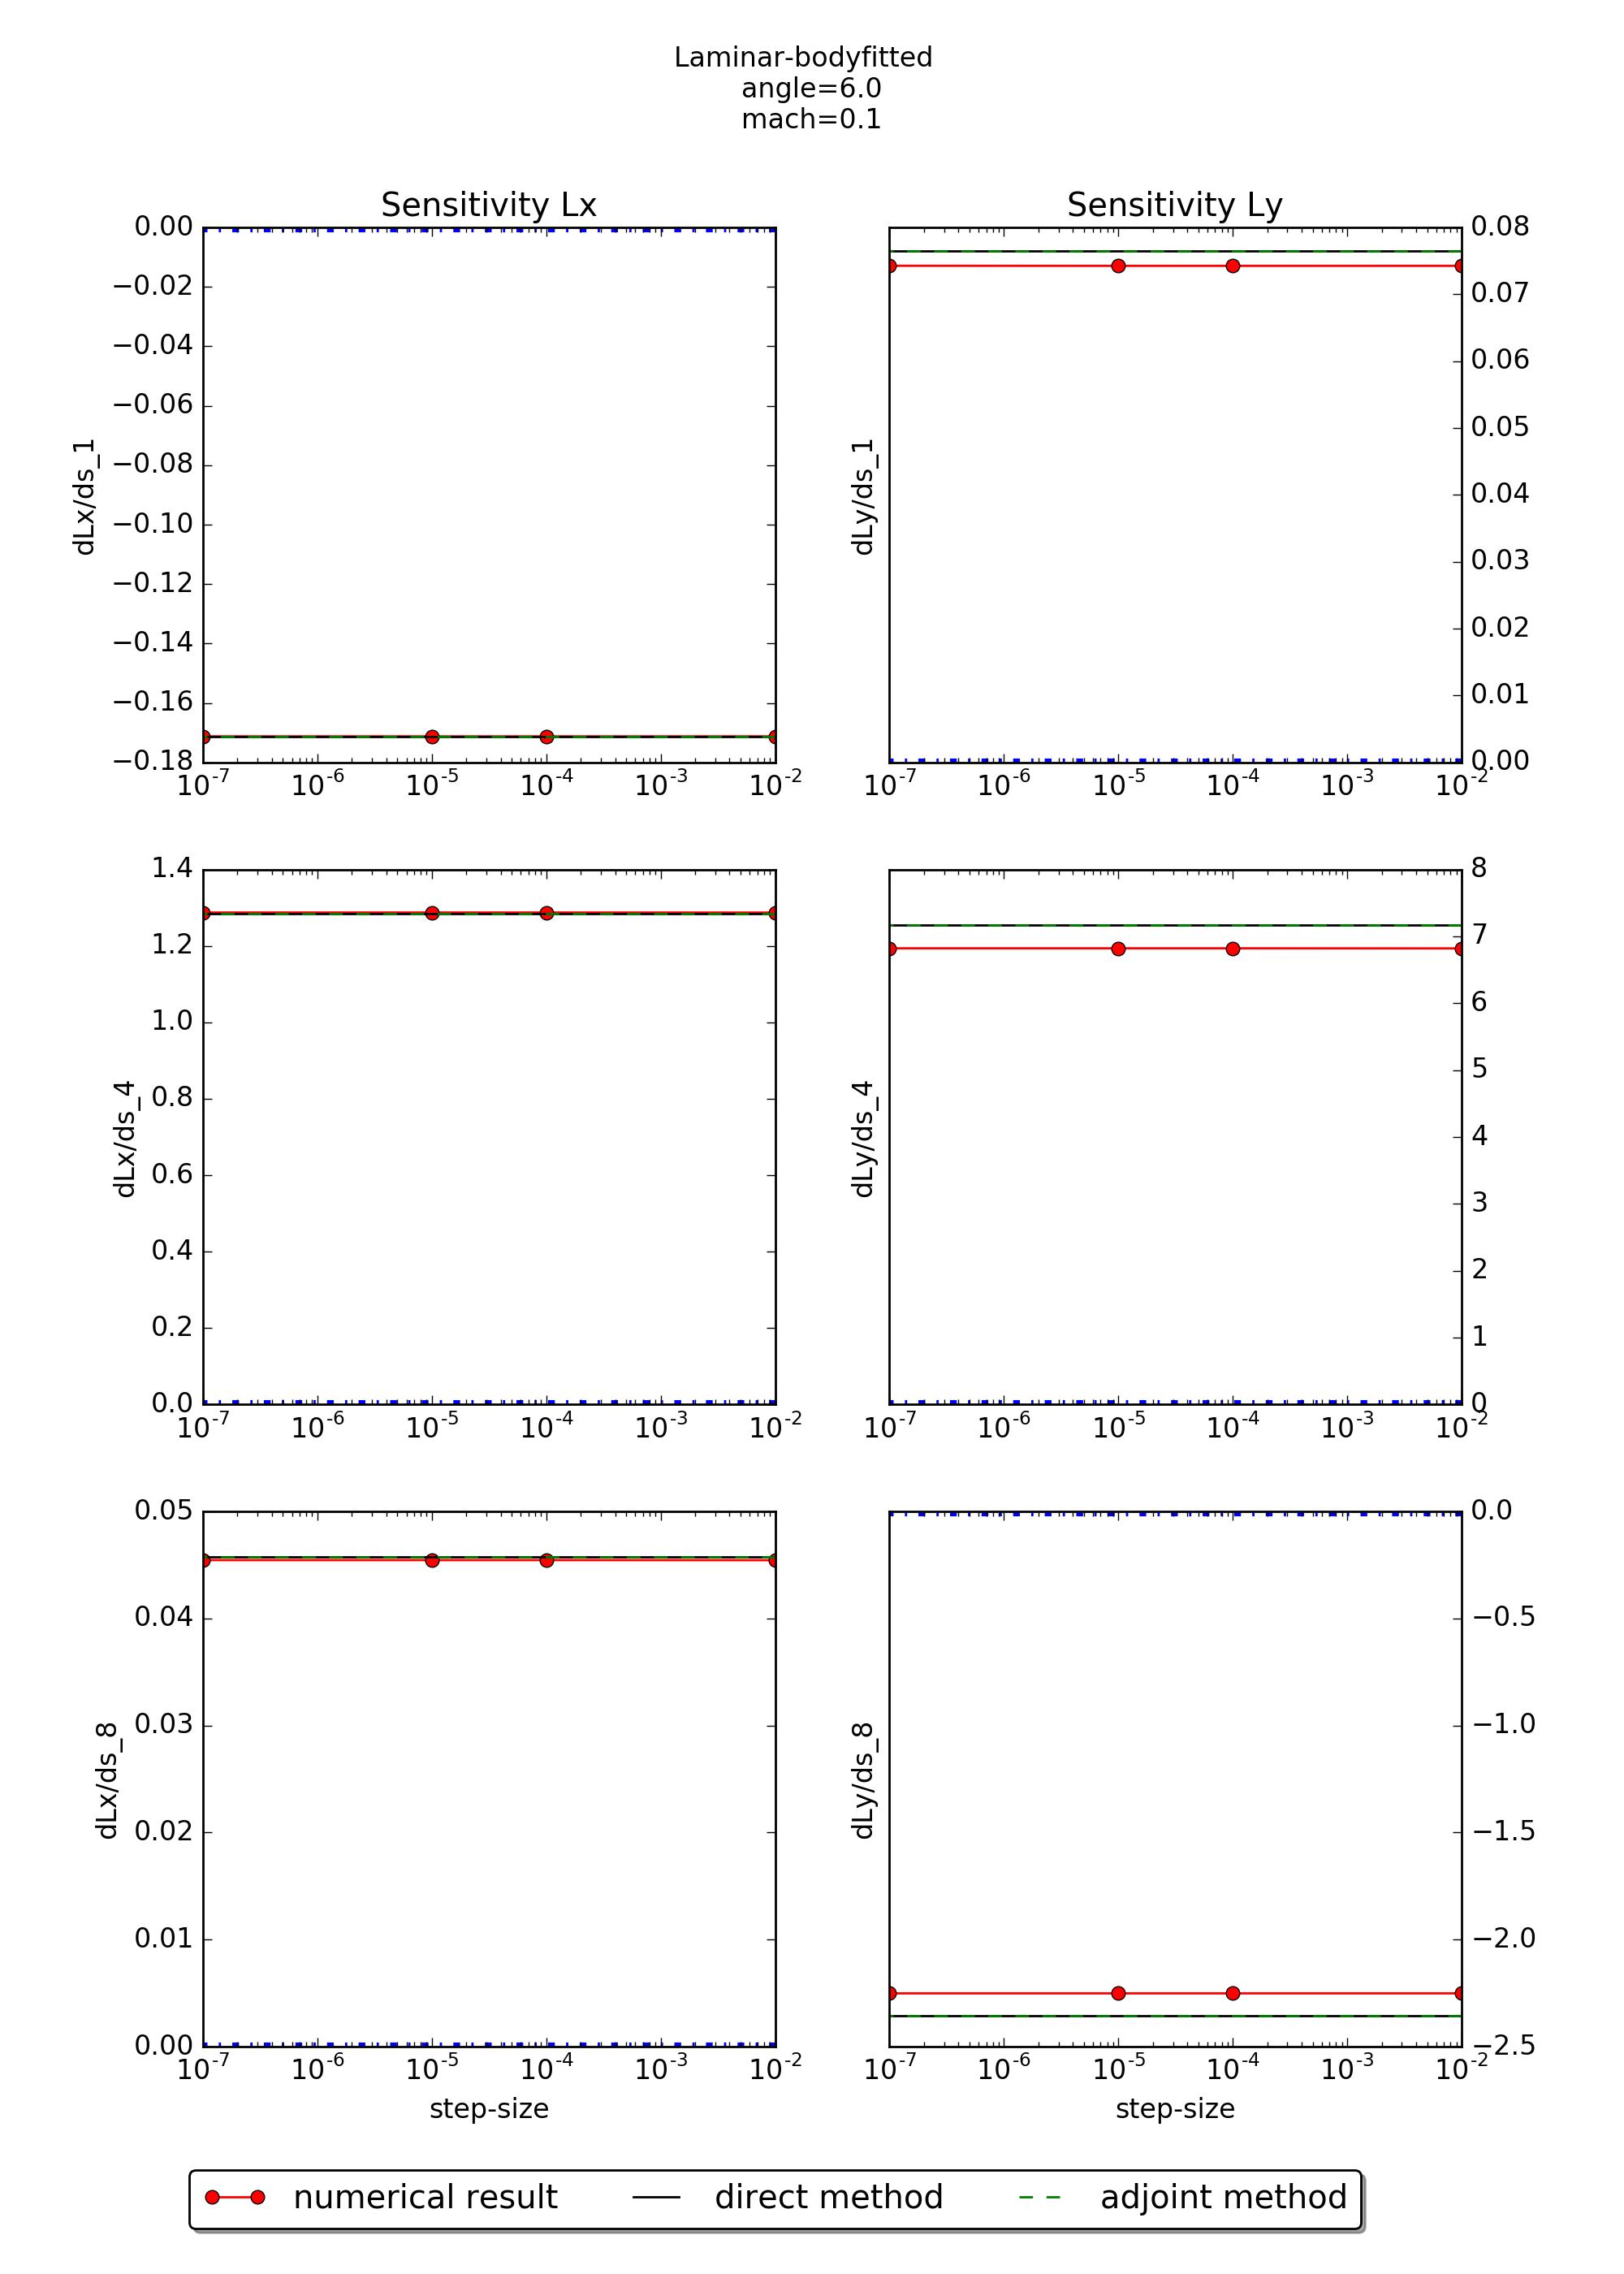 Laminar-bodyfitted
angle=6.0
mach=0.1
Sensitivity Lx
Sensitivity Ly
0.00
−0.02
−0.04
−0.06
−0.08
−0.10
−0.12
−0.14
−0.16
−0.18
dLx/ds_1
10^-7 10^-6 10^-5 10^-4 10^-3 10^-2
dLy/ds_1
0.08
0.07
0.06
0.05
0.04
0.03
0.02
0.01
0.00
10^-7 10^-6 10^-5 10^-4 10^-3 10^-2
1.4
1.2
1.0
0.8
0.6
0.4
0.2
0.0
dLx/ds_4
10^-7 10^-6 10^-5 10^-4 10^-3 10^-2
dLy/ds_4
8
7
6
5
4
3
2
1
0
10^-7 10^-6 10^-5 10^-4 10^-3 10^-2
0.05
0.04
0.03
0.02
0.01
0.00
dLx/ds_8
10^-7 10^-6 10^-5 10^-4 10^-3 10^-2
step-size
dLy/ds_8
0.0
−0.5
−1.0
−1.5
−2.0
−2.5
10^-7 10^-6 10^-5 10^-4 10^-3 10^-2
step-size
numerical result direct method adjoint method